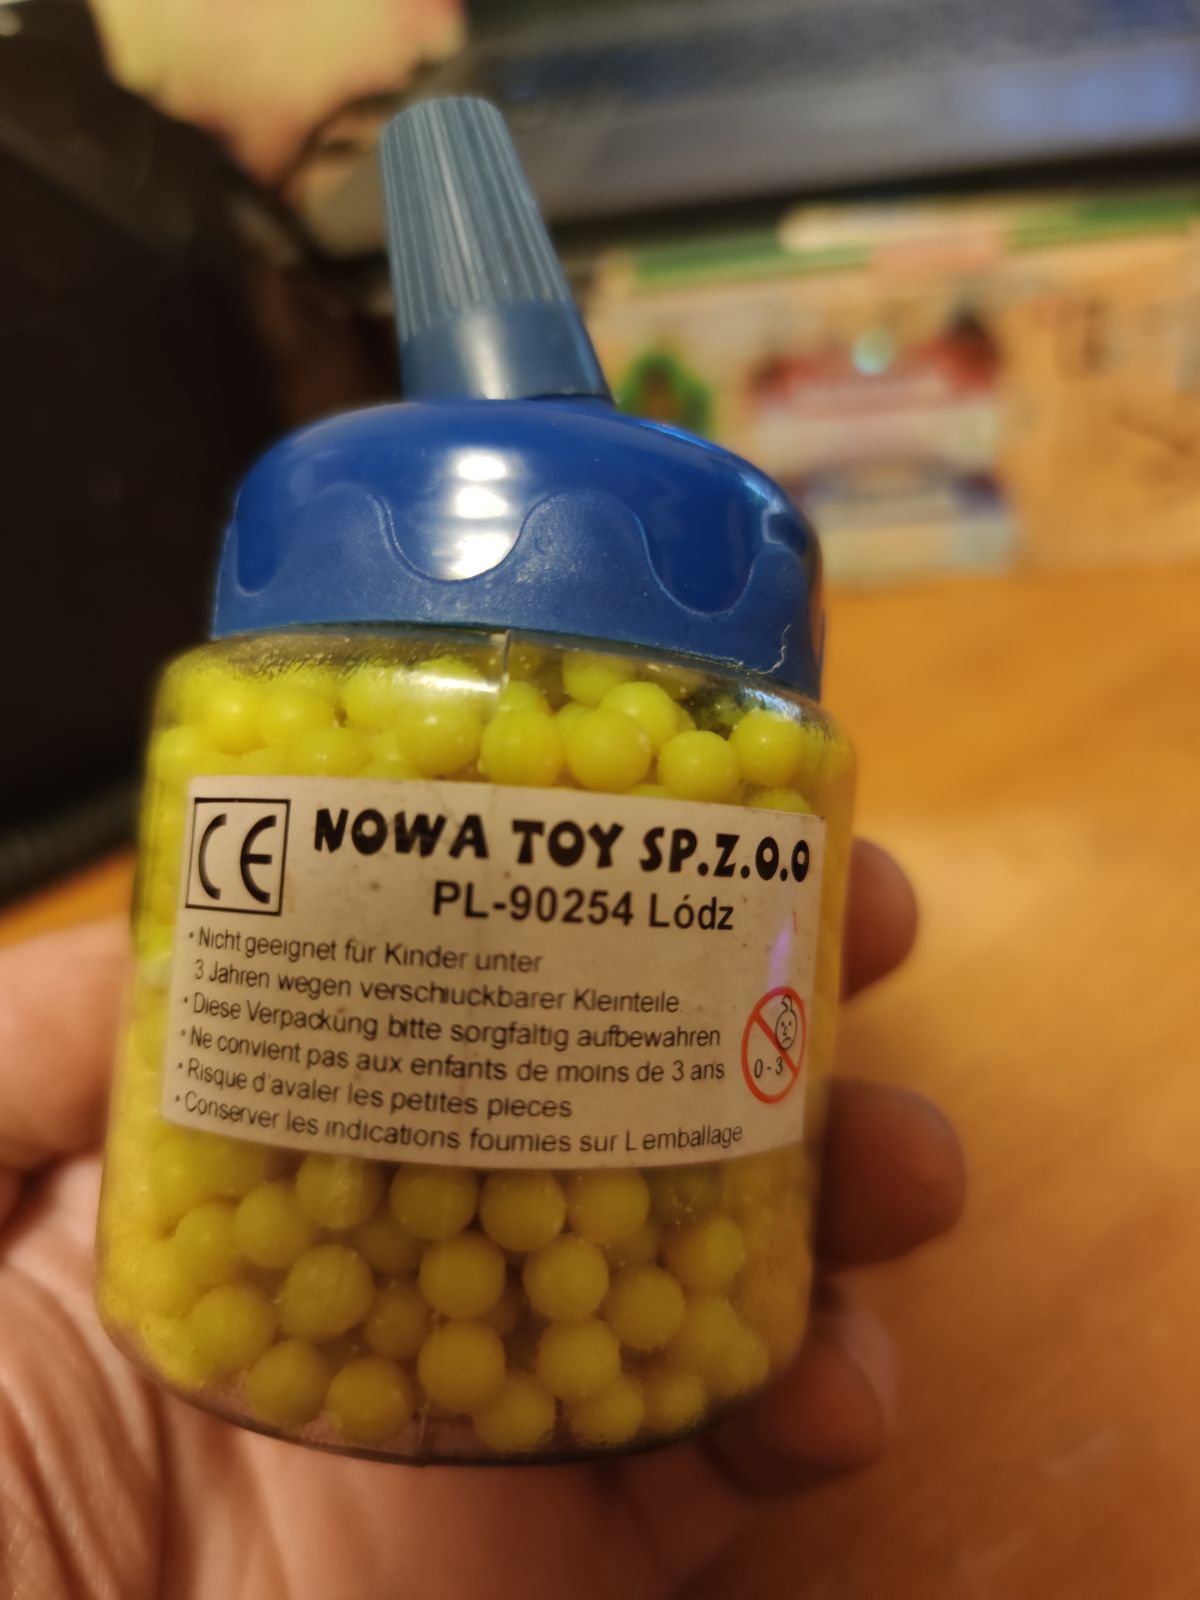 CE NOWA TOY SP.Z.O.O
PL-90254 Lódz
• Nicht geeignet für Kinder unter
3 Jahren wegen verschluckbarer Kleinteile
• Diese Verpackung bitte sorgfaltig aufbewahren
• Ne convient pas aux enfants de moins de 3 ans
• Risque d'avaler les petites pieces
• Conserver les indications foumies sur L emballage
0-3